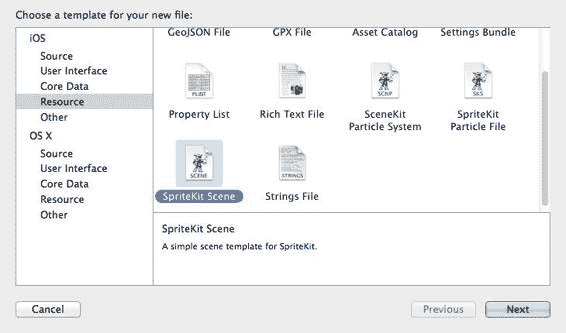 Choose a template for your new file:
iOS
Source
User Interface
Core Data
Resource
Other
OS X
Source
User Interface
Core Data
Resource
Other
GeoJSON File
GPX File
Asset Catalog
Settings Bundle
PLIST
SCNP
SKS
Property List
Rich Text File
SceneKit
Particle System
SpriteKit
Particle File
SCENE
STRINGS
SpriteKit Scene
Strings File
SpriteKit Scene
A simple scene template for SpriteKit.
Cancel
Previous
Next